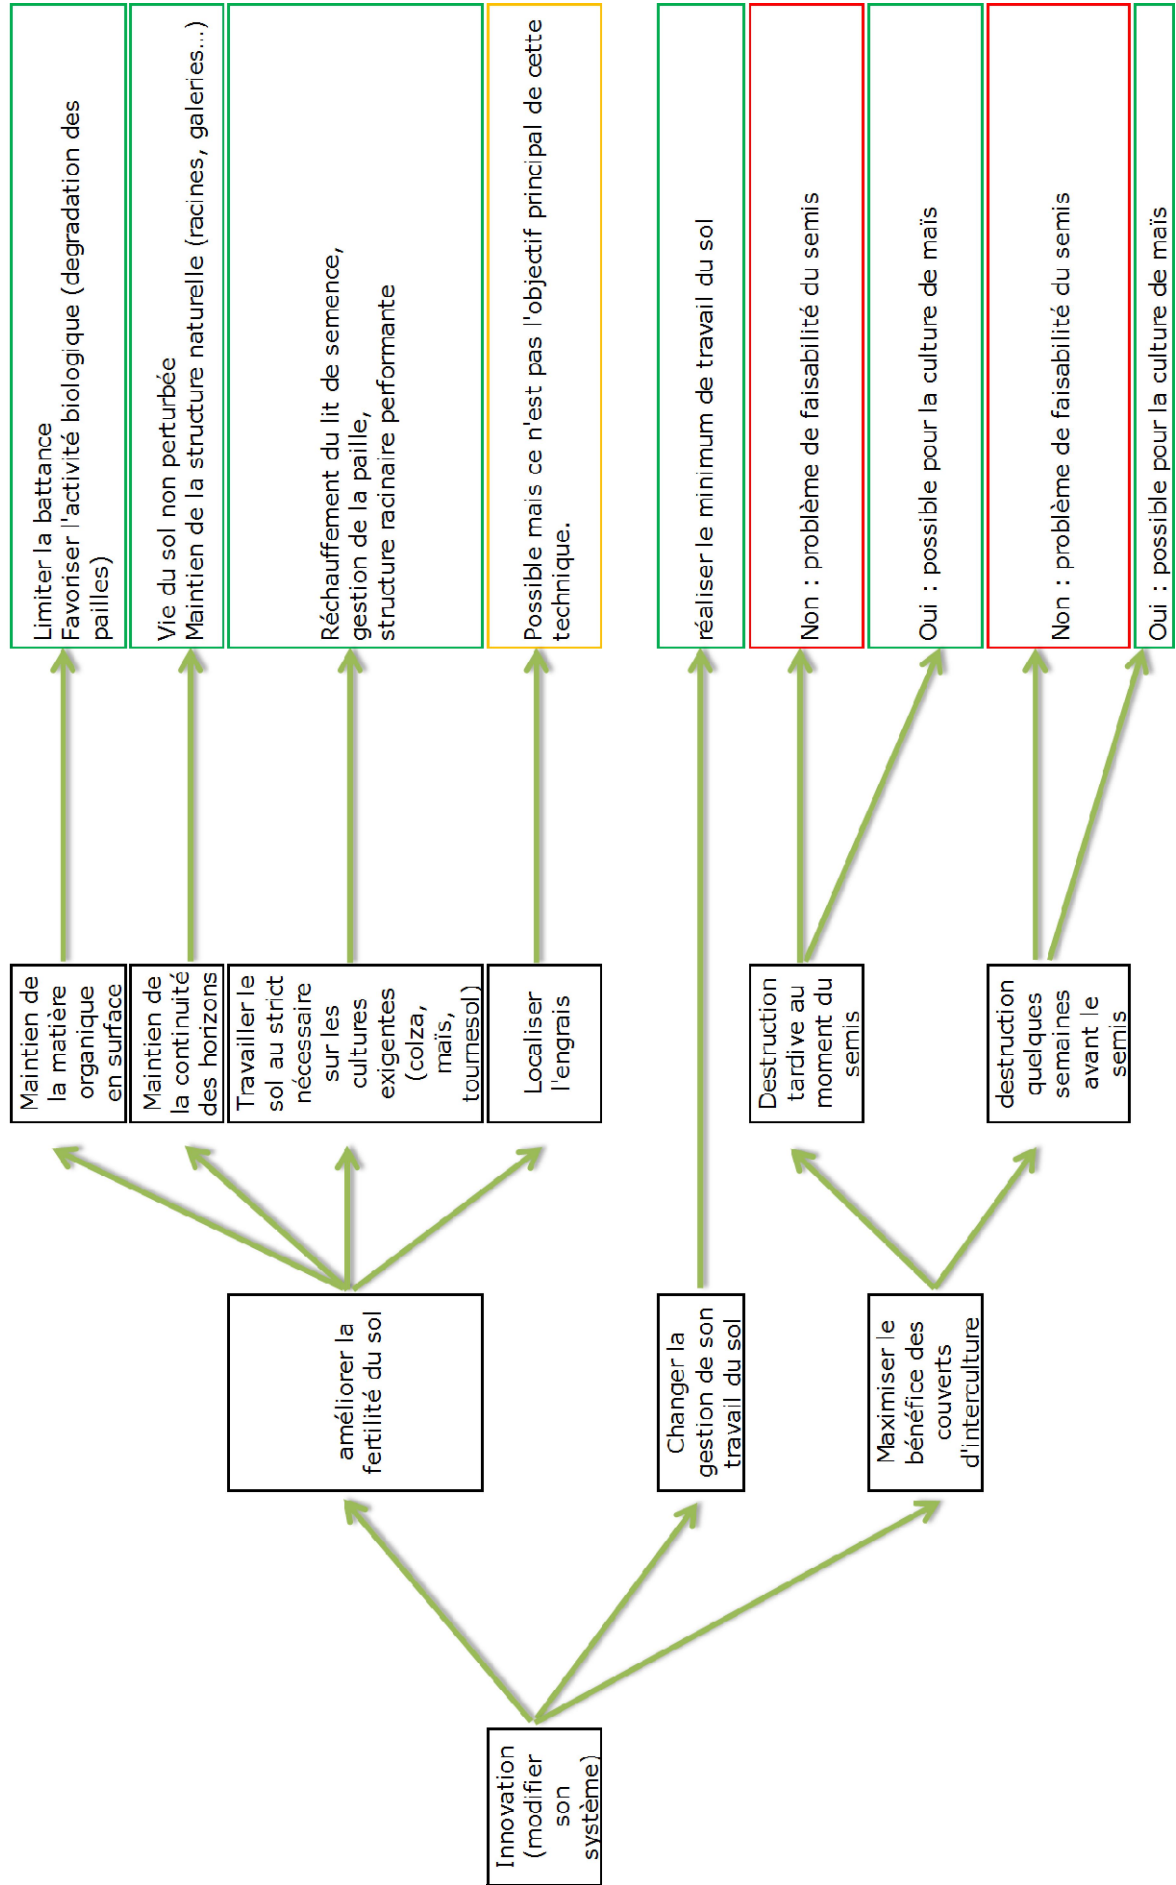 Innovation
(modifier
son
système)
améliorer la
fertilité du sol
Changer la
gestion de son
travail du sol
Maximiser le
bénéfice des
couverts
d'interculture
Maintien de
la matière
organique
en surface
Maintien de
la continuité
des horizons
Travailler le
sol au strict
nécessaire
sur les
cultures
exigentes
(colza,
maïs,
tournesol)
Localiser
l'engrais
Destruction
tardive au
moment du
semis
destruction
quelques
semaines
avant le
semis
Limiter la battance
Favoriser l'activité biologique (degradation des
pailles)
Vie du sol non perturbée
Maintien de la structure naturelle (racines, galeries...)
Réchauffement du lit de semence,
gestion de la paille,
structure racinaire performante
Possible mais ce n'est pas l'objectif principal de cette
technique.
réaliser le minimum de travail du sol
Non : problème de faisabilité du semis
Oui : possible pour la culture de maïs
Non : problème de faisabilité du semis
Oui : possible pour la culture de maïs